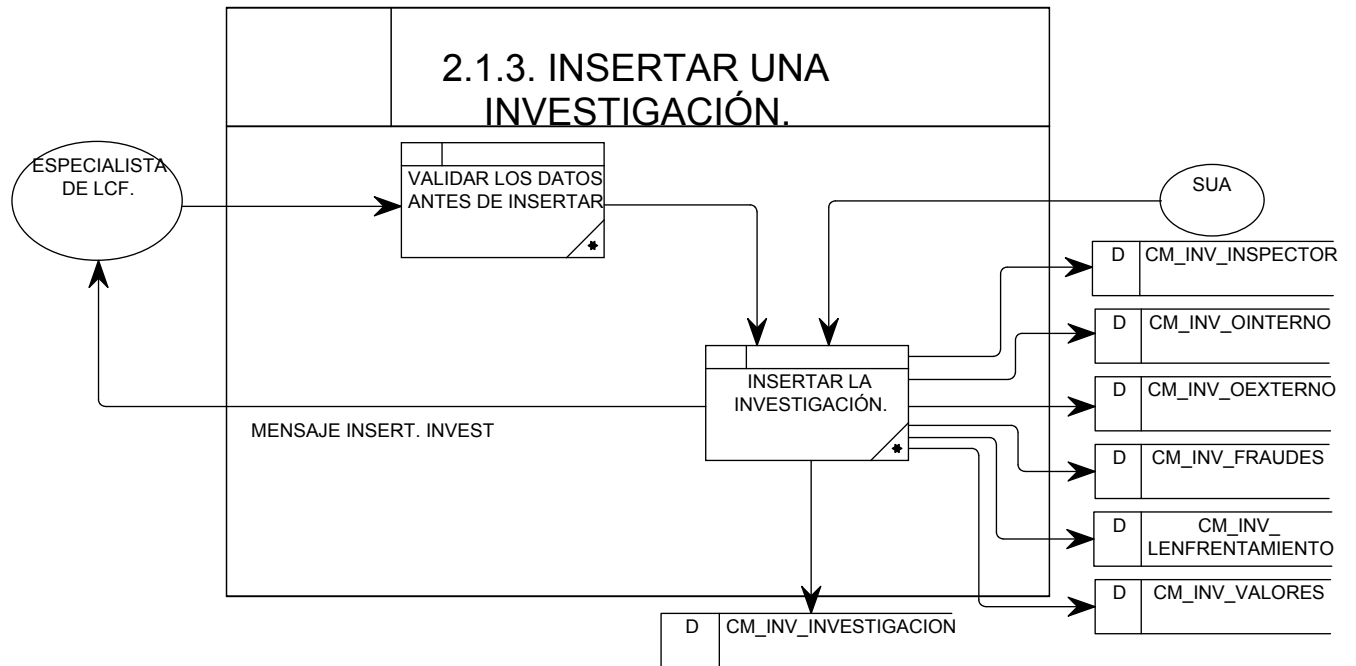 2.1.3. INSERTAR UNA
INVESTIGACIÓN.
ESPECIALISTA
DE LCF.
VALIDAR LOS DATOS
ANTES DE INSERTAR
SUA
D CM_INV_INSPECTOR
D CM_INV_OINTERNO
INSERTAR LA
INVESTIGACIÓN.
D CM_INV_OEXTERNO
MENSAJE INSERT. INVEST
D CM_INV_FRAUDES
D CM_INV_
LENFRENTAMIENTO
D CM_INV_VALORES
D CM_INV_INVESTIGACION